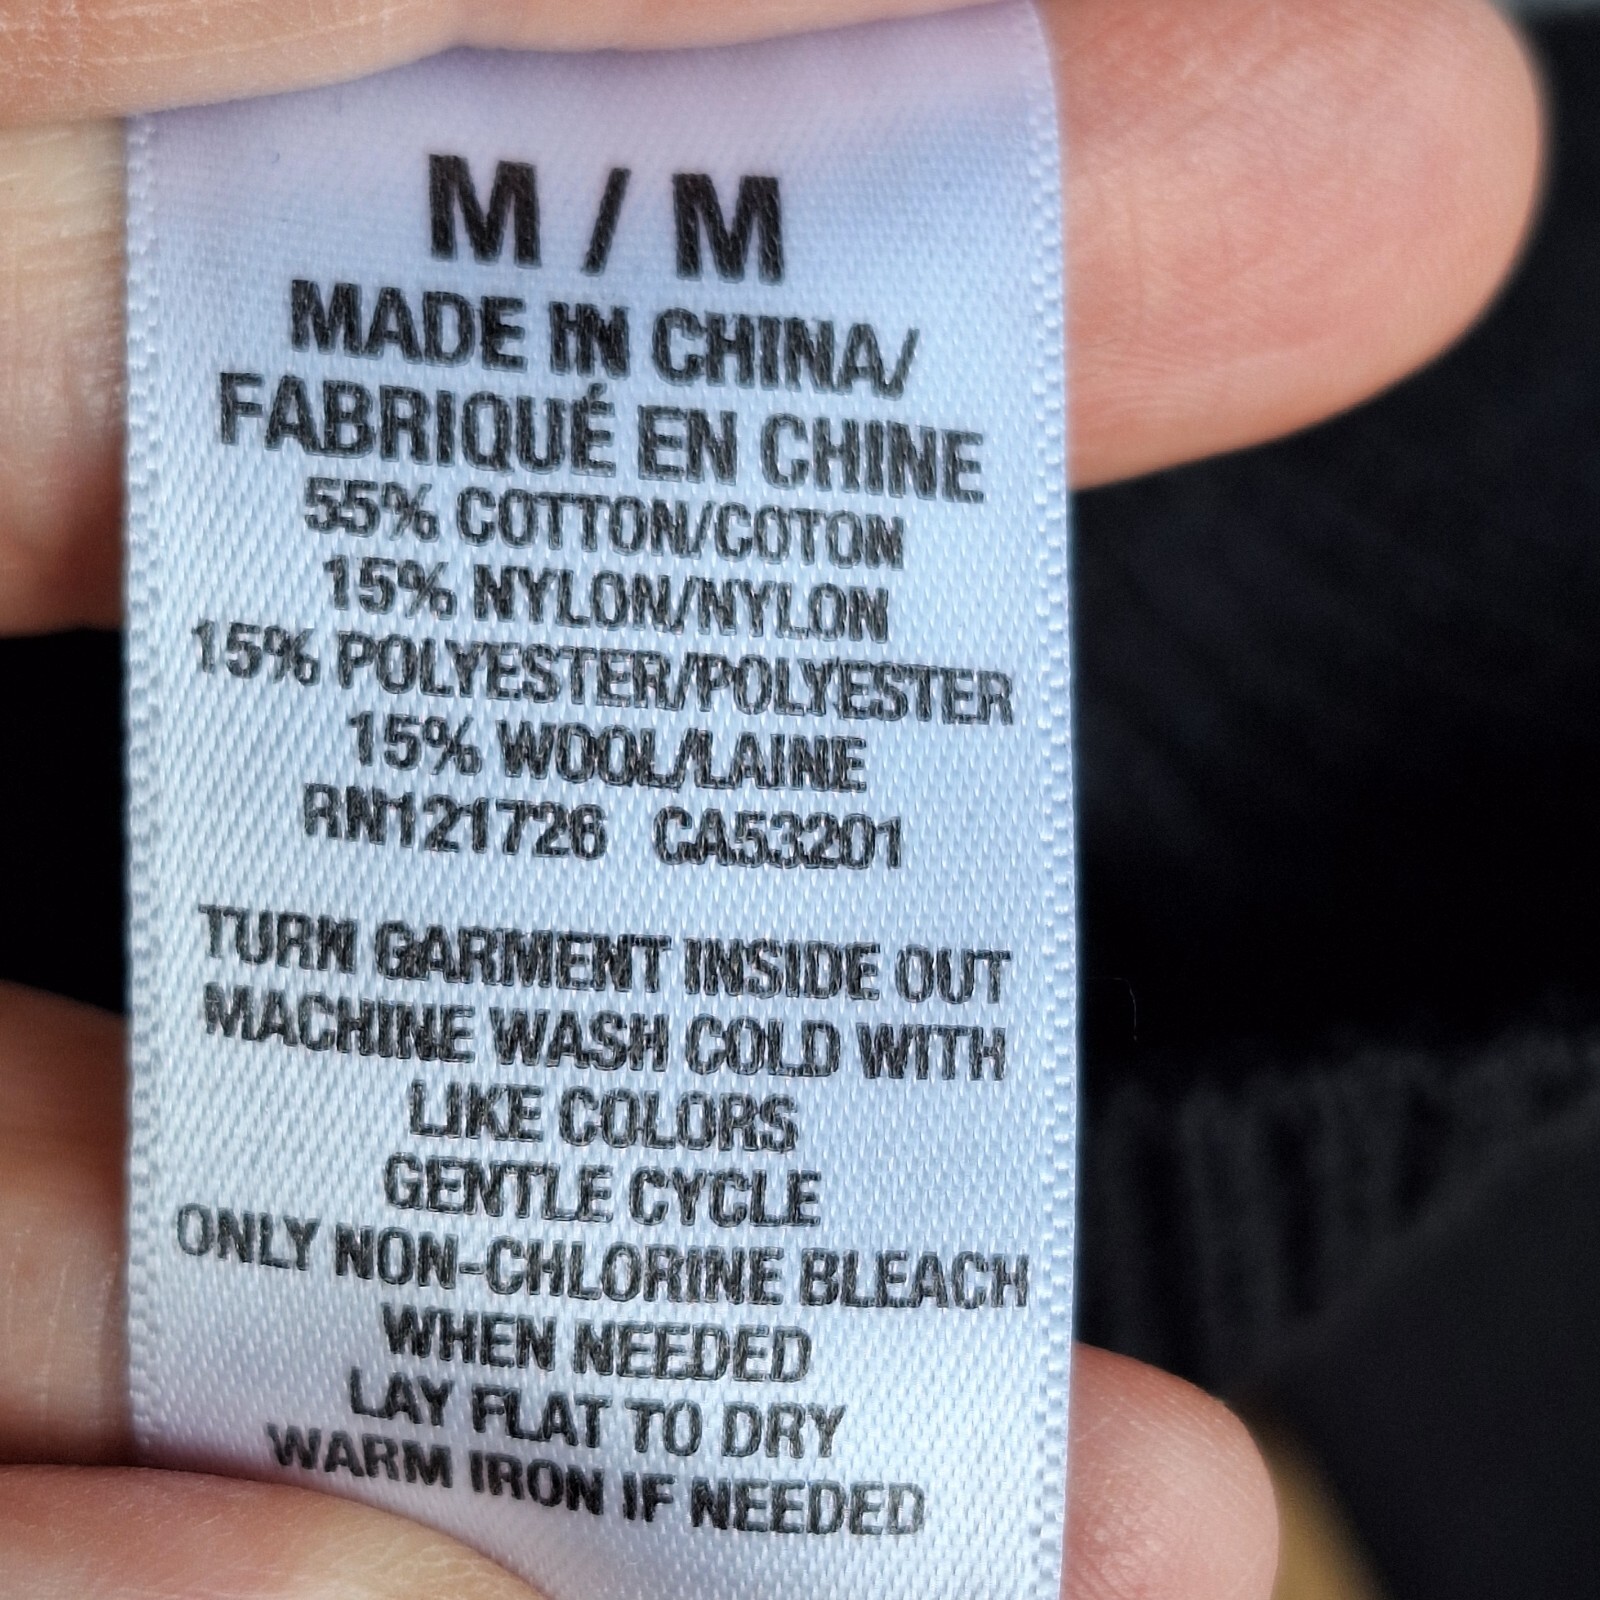 M / M
MADE IN CHINA/
FABRIQUÉ EN CHINE
55% COTTON/COTON
15% NYLON/NYLON
15% POLYESTER/POLYESTER
15% WOOL/LAINE
RN121726 CA53201
TURN GARMENT INSIDE OUT
MACHINE WASH COLD WITH
LIKE COLORS
GENTLE CYCLE
ONLY NON-CHLORINE BLEACH
WHEN NEEDED
LAY FLAT TO DRY
WARM IRON IF NEEDED